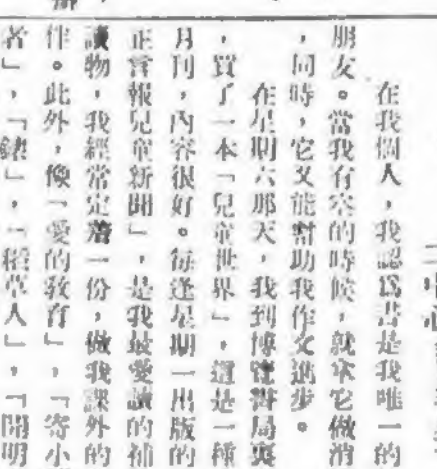 在我個人，我認爲書是我唯一的
朋友。當我有空的時候，就拿它做消
，同時，它又能幫助我作文進步。
在星期六那天，我到博覽書局裏
，買了一本「兒童世界」，這是一種
月刊，內容很好。每逢星期一出版的
正言報兒童新聞」，是我最愛讀的補
讀物，我經常定着一份，做我課外的
伴。此外，像「愛的教育」，「寄小
者」，「錶」，「稻草人」，「開明